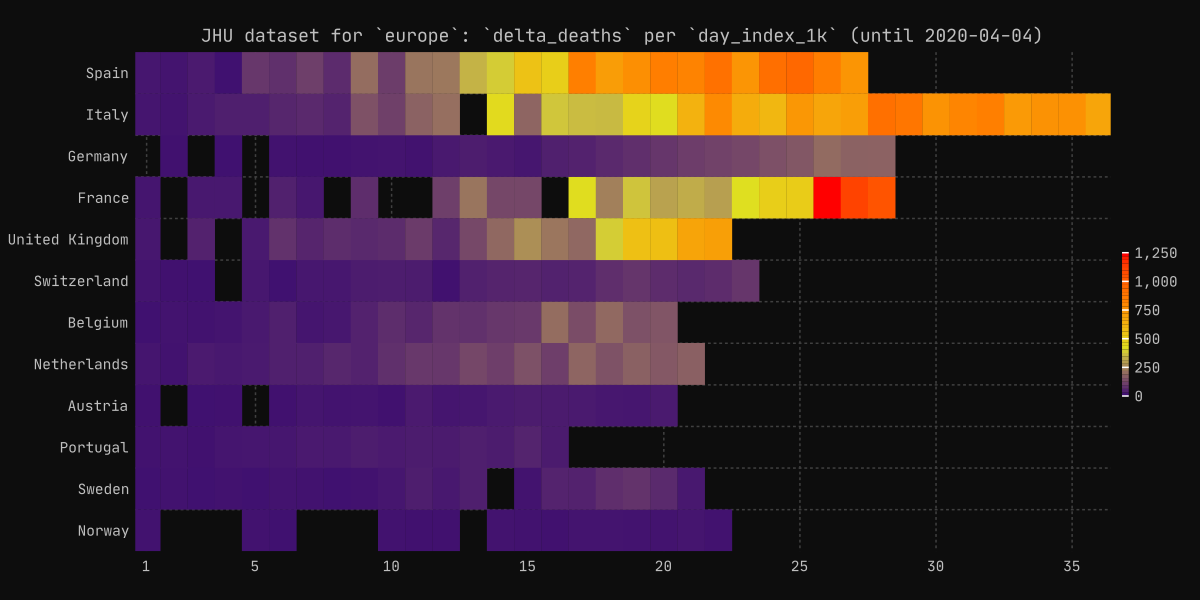 JHU dataset for `europe`: `delta_deaths` per `day_index_1k` (until 2020-04-04)
Spain
Italy
Germany
France
United Kingdom
Switzerland
Belgium
Netherlands
Austria
Portugal
Sweden
Norway
1 5 10 15 20 25 30 35
1,250
1,000
750
500
250
0